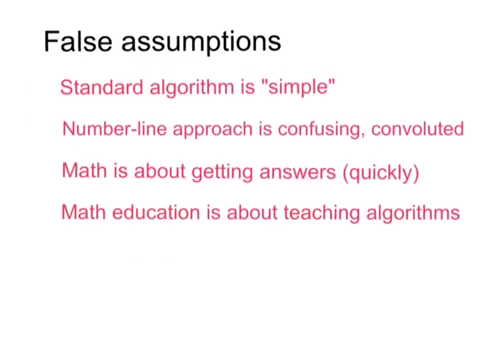 False assumptions
Standard algorithm is "simple"
Number-line approach is confusing, convoluted
Math is about getting answers (quickly)
Math education is about teaching algorithms